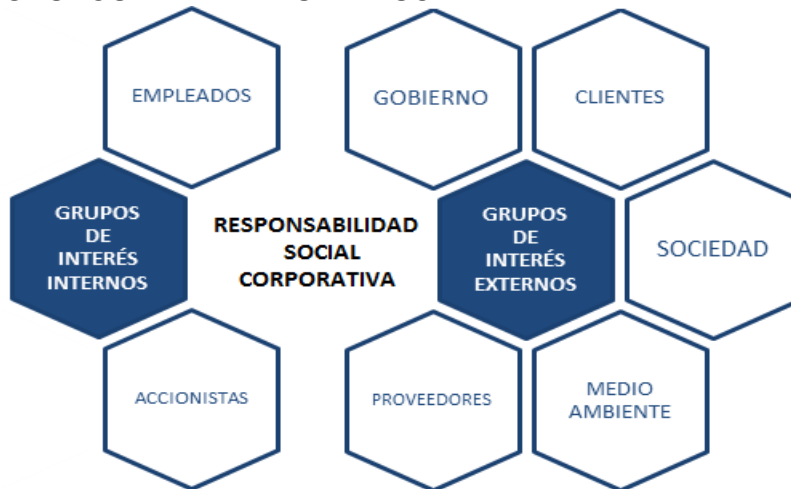 EMPLEADOS
GOBIERNO
CLIENTES
GRUPOS
DE
INTERÉS
INTERNOS
RESPONSABILIDAD
SOCIAL
CORPORATIVA
GRUPOS
DE
INTERÉS
EXTERNOS
SOCIEDAD
ACCIONISTAS
PROVEEDORES
MEDIO
AMBIENTE